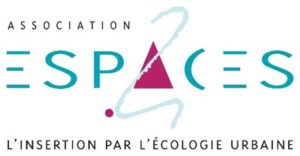 ASSOCIATION
ESPACES
L'INSERTION PAR L'ÉCOLOGIE URBAINE